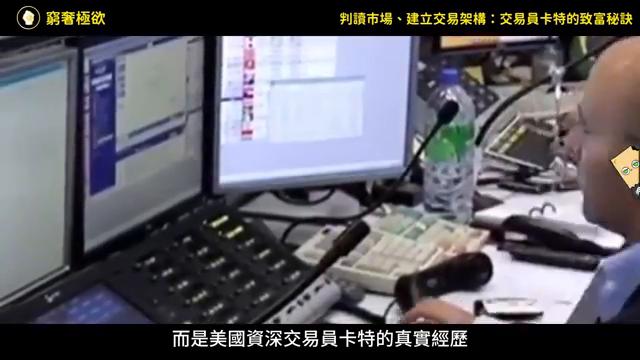 窮奢極欲
判讀市場、建立交易架構：交易員卡特的致富秘訣
而是美國資深交易員卡特的真實經歷